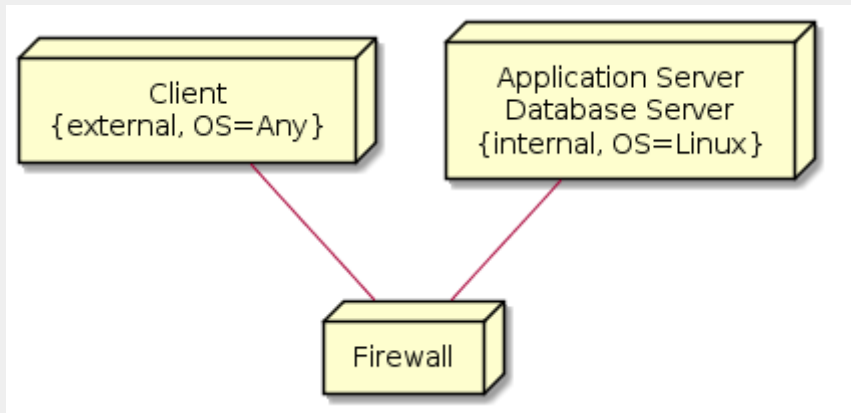 Client
{external, OS=Any}
Application Server
Database Server
{internal, OS=Linux}
Firewall